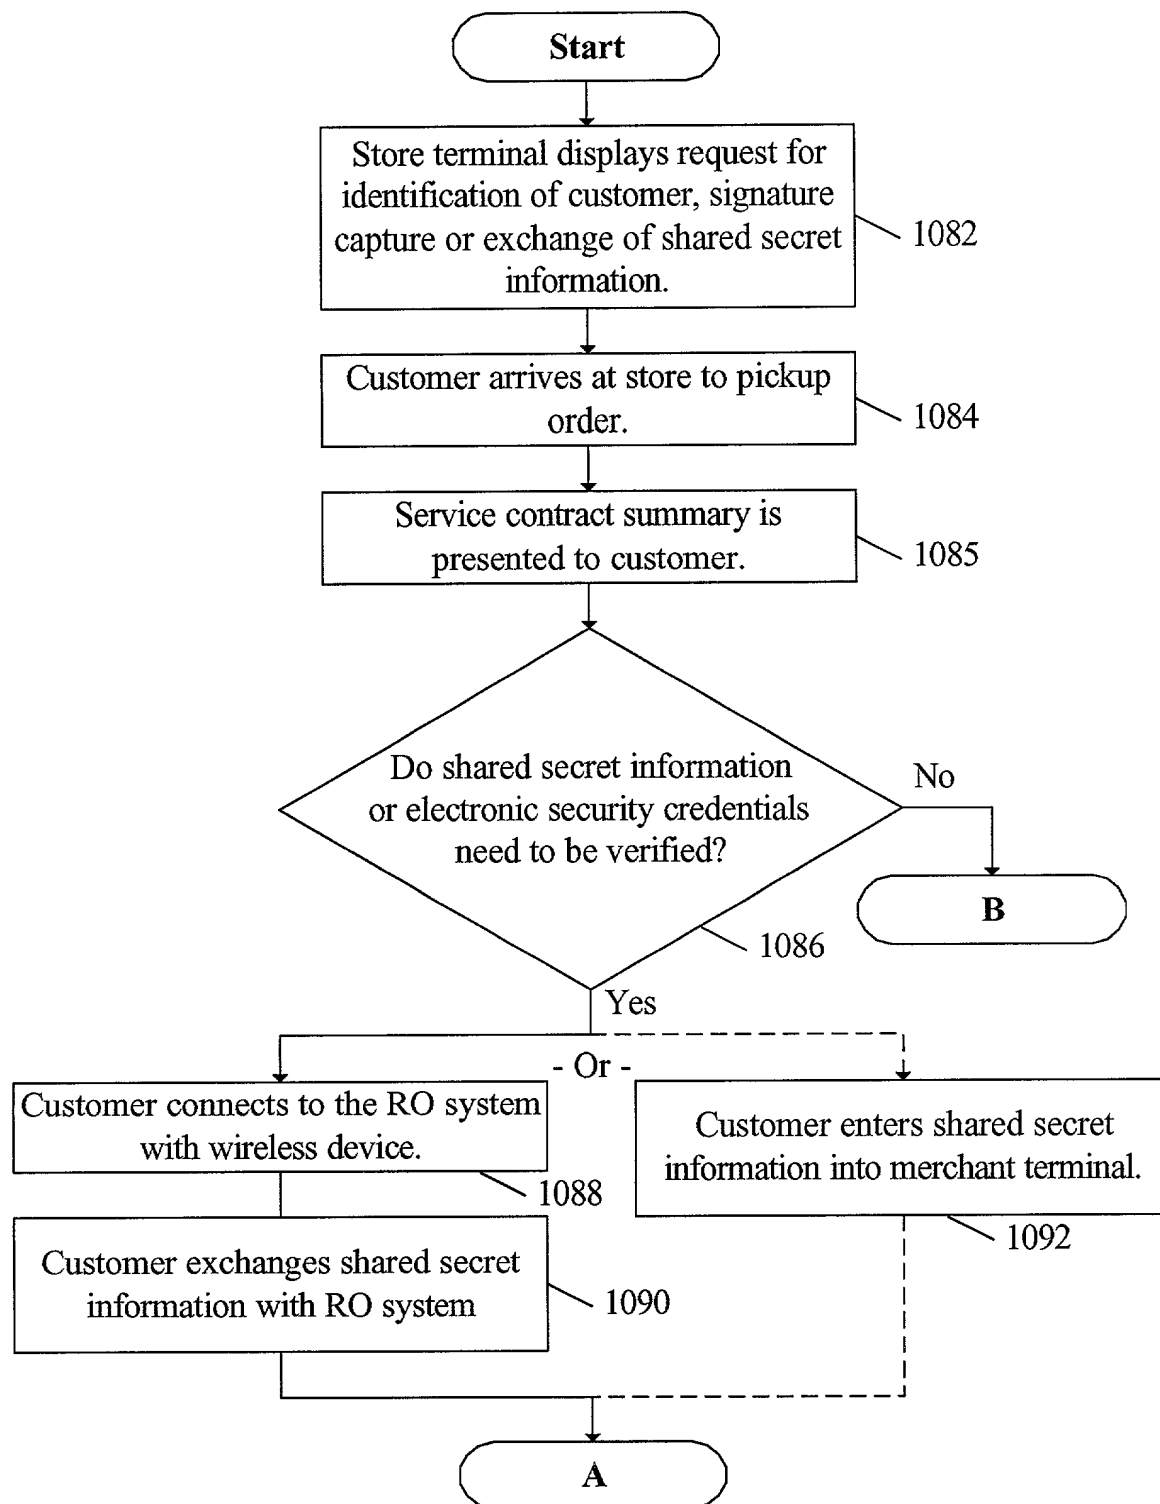 Start
Store terminal displays request for
identification of customer, signature
capture or exchange of shared secret
information.
1082
Customer arrives at store to pickup
order.
1084
Service contract summary is
presented to customer.
1085
Do shared secret information
or electronic security credentials
need to be verified?
No
B
1086
Yes
- Or -
Customer connects to the RO system
with wireless device.
1088
Customer enters shared secret
information into merchant terminal.
1092
Customer exchanges shared secret
information with RO system
1090
A